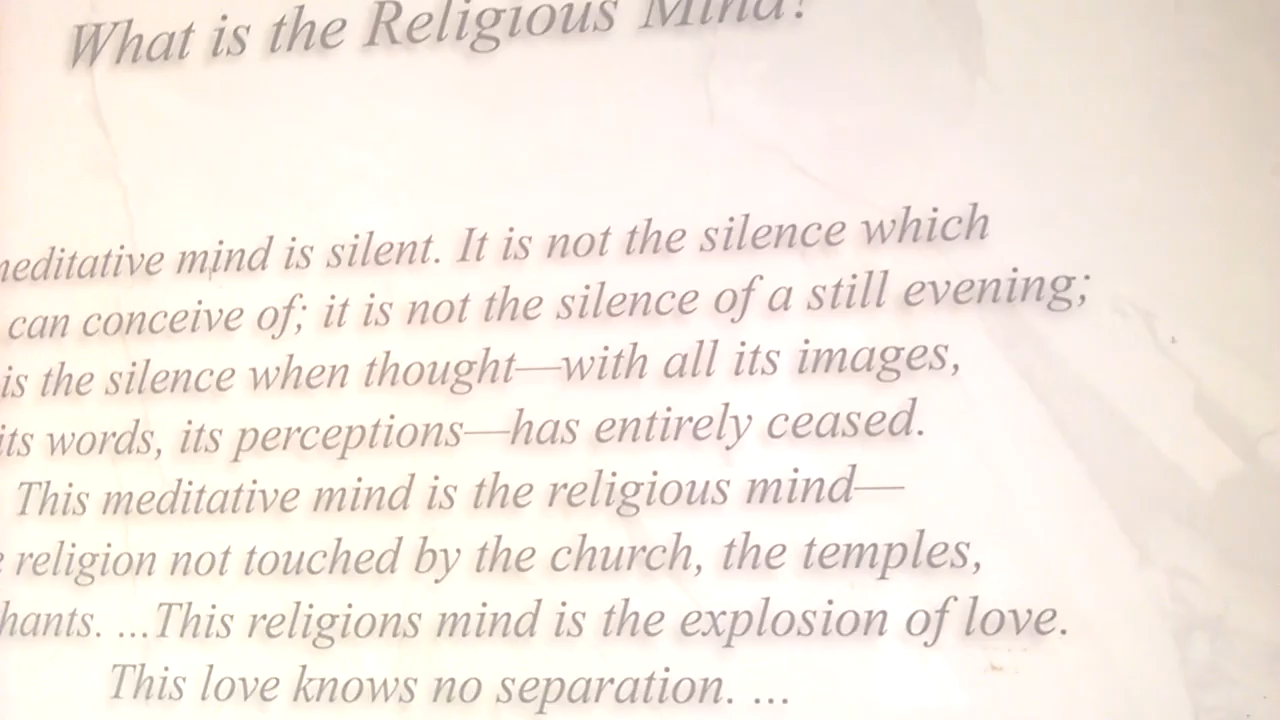 What is the Religious Mind?
meditative mind is silent. It is not the silence which
can conceive of; it is not the silence of a still evening;
is the silence when thought—with all its images,
its words, its perceptions—has entirely ceased.
This meditative mind is the religious mind—
religion not touched by the church, the temples,
hants. ...This religions mind is the explosion of love.
This love knows no separation. ...